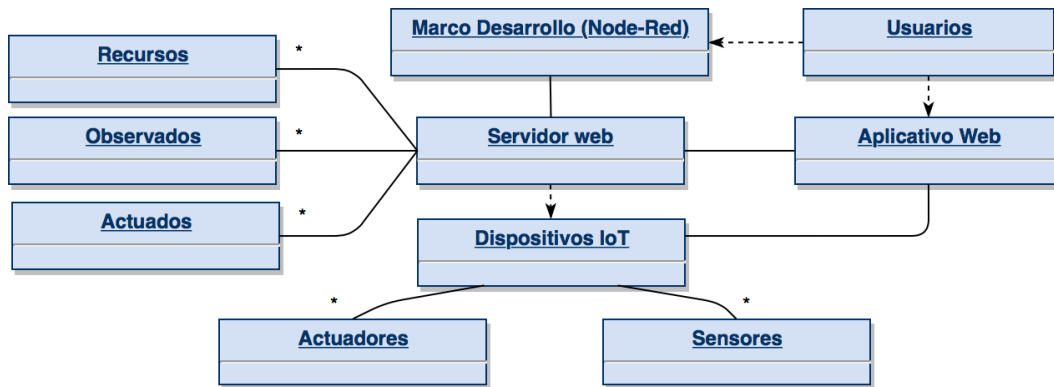 Marco Desarrollo (Node-Red)
Usuarios
Recursos
*
Observados
*
Servidor web
Aplicativo Web
Actuados
*
Dispositivos IoT
*
*
Actuadores
Sensores